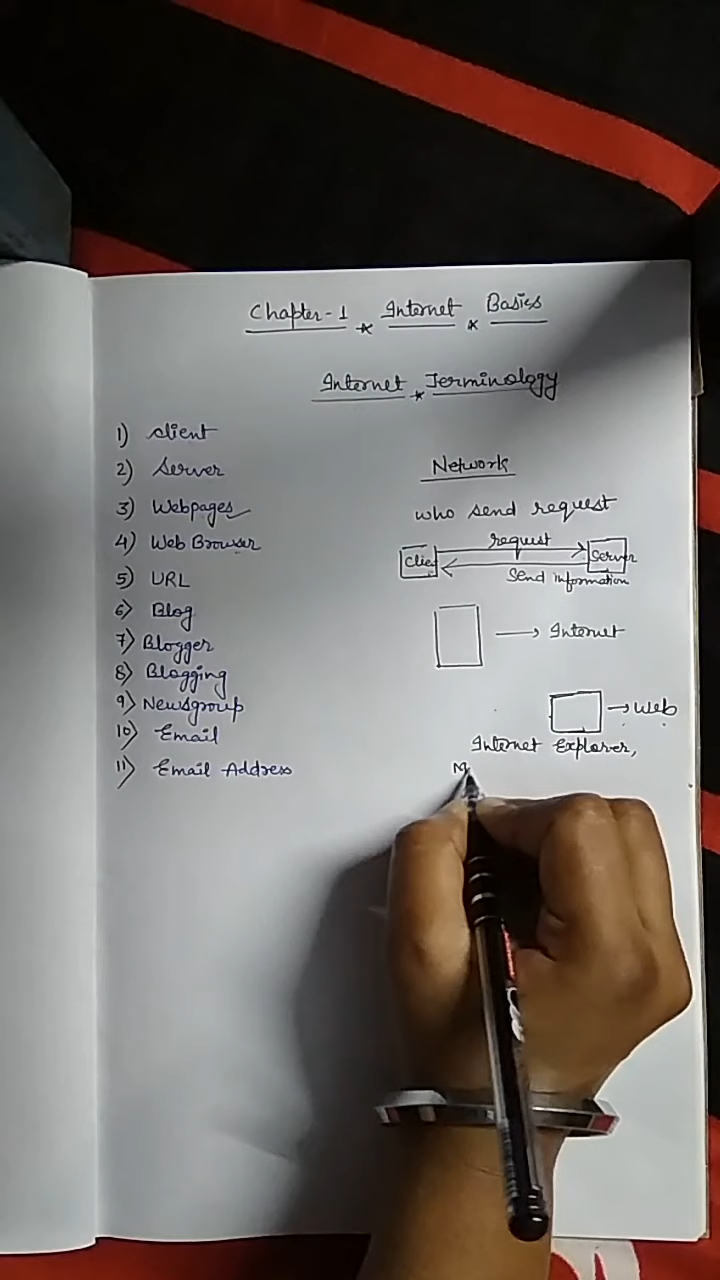 Chapter-1 * Internet * Basics
Internet * Terminology
1) Client
2) Server
3) Webpages
4) Web Browser
5) URL
6) Blog
7) Blogger
8) Blogging
9) Newsgroup
10) Email
11) Email Address
Network
who send request
request
Clie Server
Send information
→ Internet
→ Web
Internet Explorer,
M